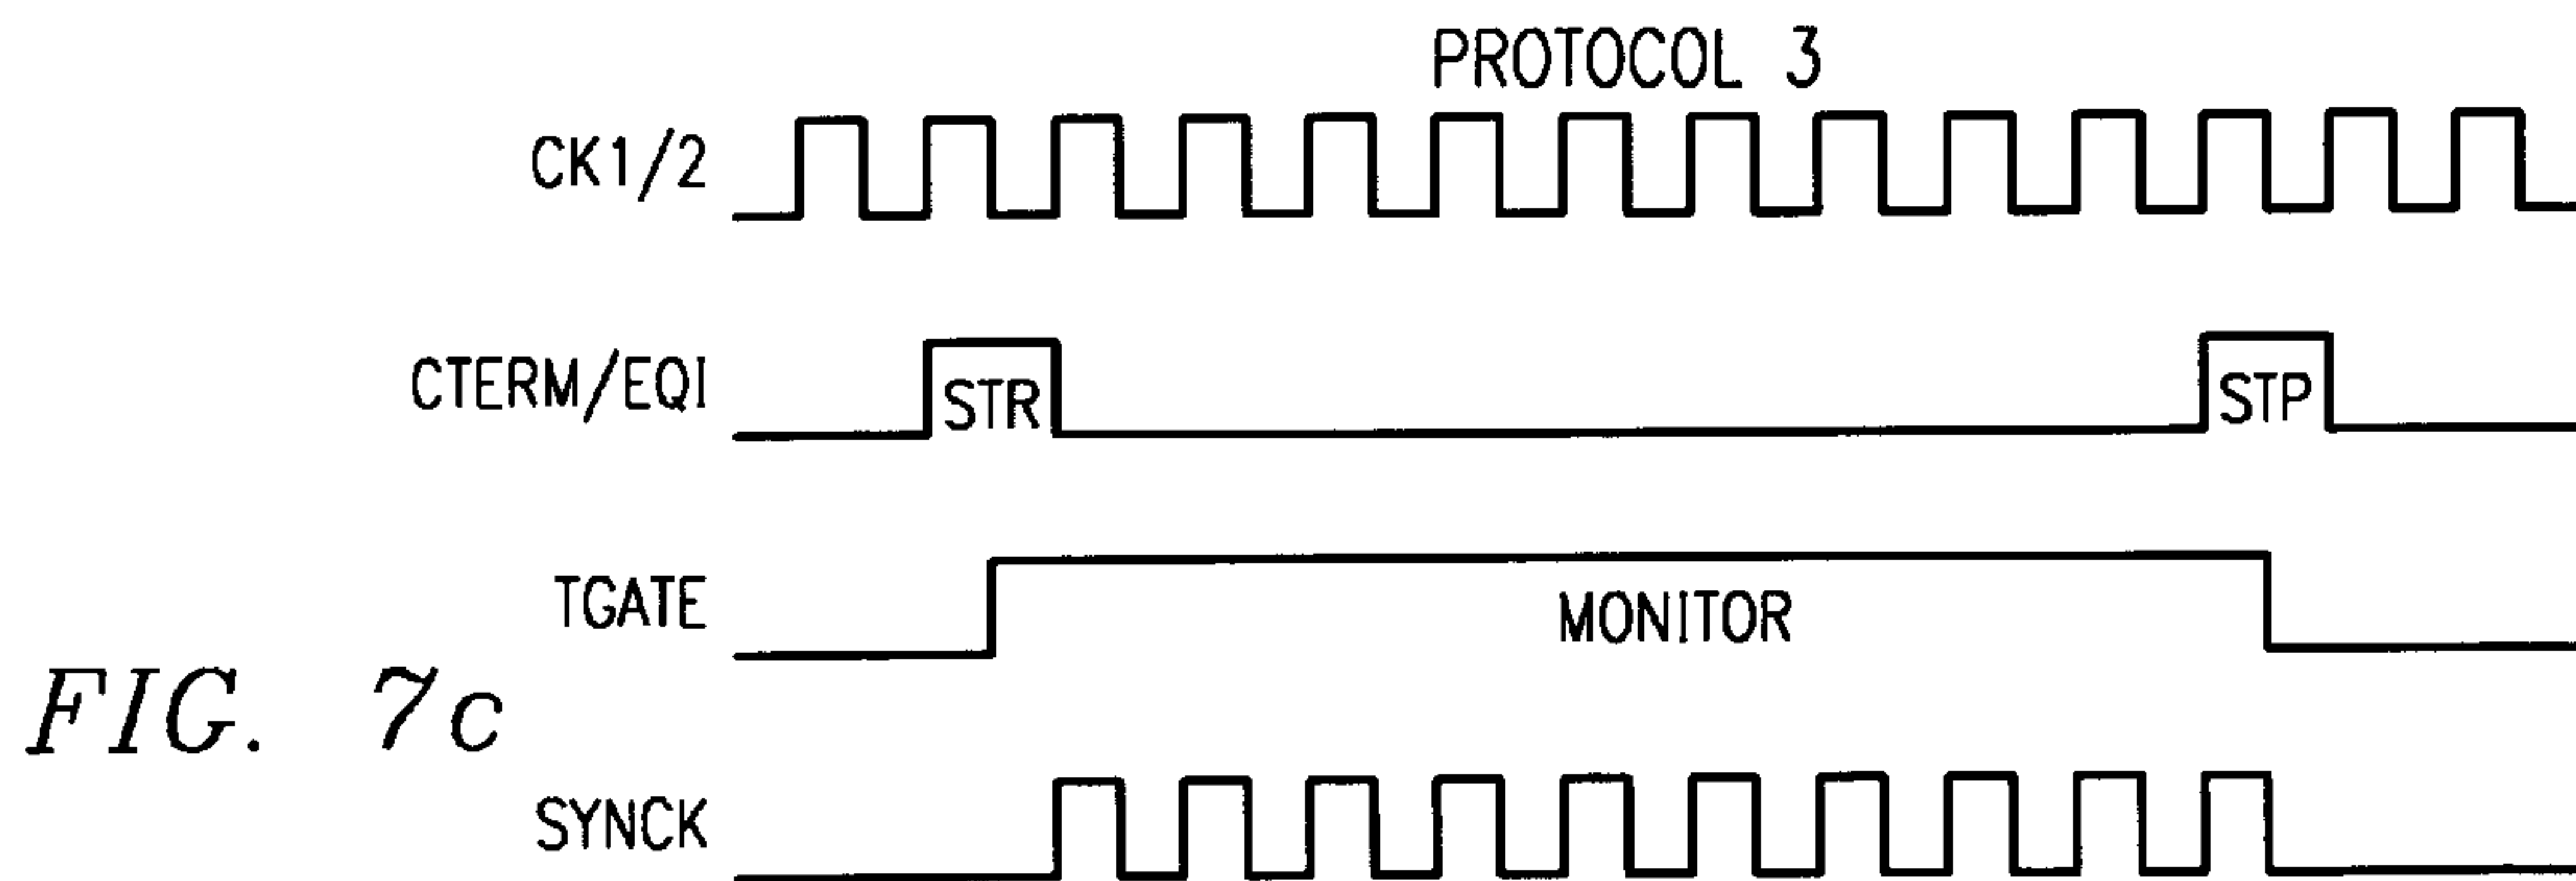 PROTOCOL 3
CK1/2
CTERM/EQI
STR
STP
TGATE
MONITOR
FIG. 7c
SYNCK